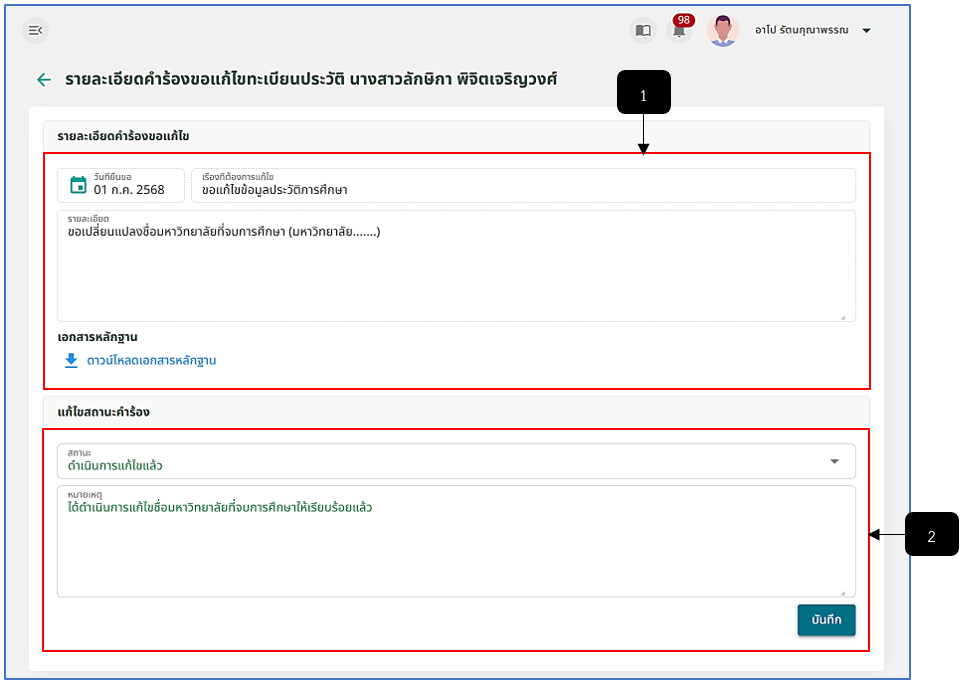 98
อาโป รัตนกุณาพรรณ
รายละเอียดคำร้องขอแก้ไขทะเบียนประวัติ นางสาวลักษิกา พิจิตเจริญวงศ์
1
รายละเอียดคำร้องขอแก้ไข
วันที่ยื่นขอ
01 ก.ค. 2568
เรื่องที่ต้องการแก้ไข
ขอแก้ไขข้อมูลประวัติการศึกษา
รายละเอียด
ขอเปลี่ยนแปลงชื่อมหาวิทยาลัยที่จบการศึกษา (มหาวิทยาลัย.......)
เอกสารหลักฐาน
ดาวน์โหลดเอกสารหลักฐาน
แก้ไขสถานะคำร้อง
สถานะ
ดำเนินการแก้ไขแล้ว
หมายเหตุ
ได้ดำเนินการแก้ไขชื่อมหาวิทยาลัยที่จบการศึกษาให้เรียบร้อยแล้ว
2
บันทึก